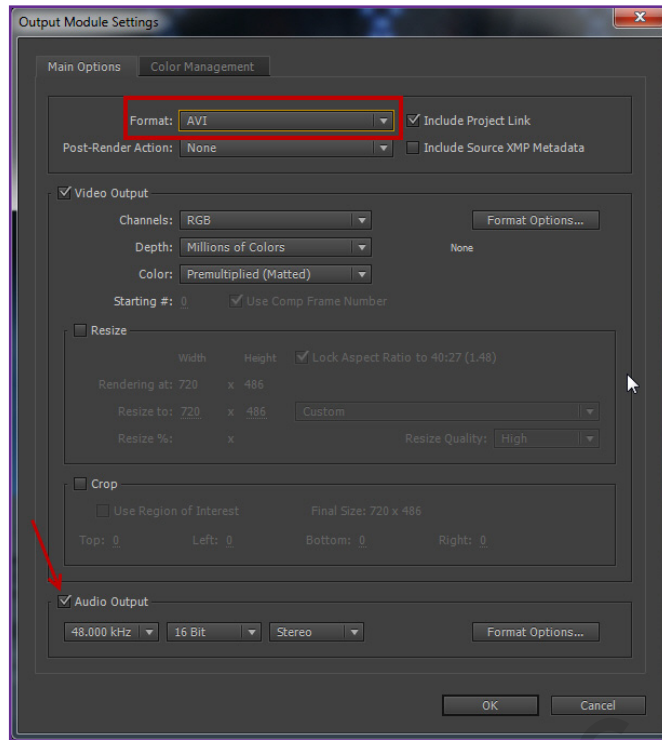 Output Module Settings
Main Options Color Management
Format: AVI Include Project Link
Post-Render Action: None Include Source XMP Metadata
Video Output
Channels: RGB Format Options...
Depth: Millions of Colors None
Color: Premultiplied (Matted)
Starting #: 0 Use Comp Frame Number
Resize
Width Height Lock Aspect Ratio to 40:27 (1.48)
Rendering at: 720 x 486
Resize to: 720 x 486 Custom
Resize %: x Resize Quality: High
Crop
Use Region of Interest Final Size: 720 x 486
Top: 0 Left: 0 Bottom: 0 Right: 0
Audio Output
48.000 kHz 16 Bit Stereo Format Options...
OK Cancel